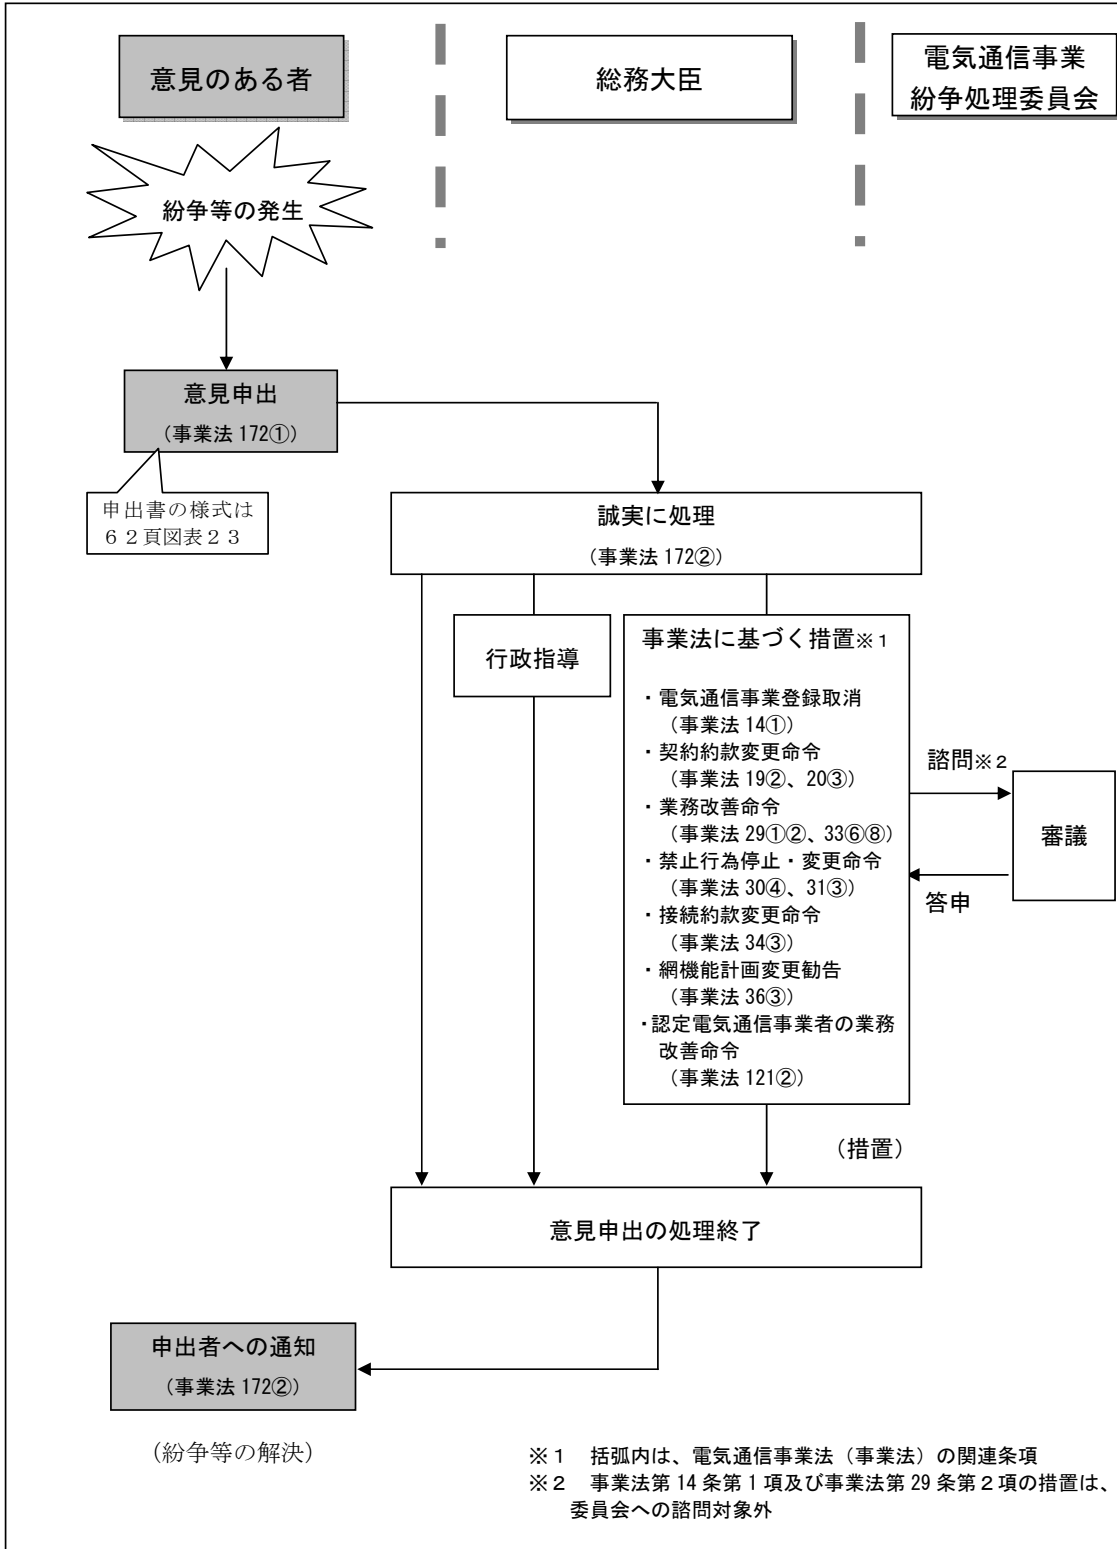 意見のある者
総務大臣
電気通信事業
紛争処理委員会
紛争等の発生
意見申出
（事業法 172①）
申出書の様式は
６２頁図表２３
誠実に処理
（事業法 172②）
行政指導
事業法に基づく措置※１
・電気通信事業登録取消
（事業法 14①）
・契約約款変更命令
（事業法 19②、20③）
・業務改善命令
（事業法 29①②、33⑥⑧）
・禁止行為停止・変更命令
（事業法 30④、31③）
・接続約款変更命令
（事業法 34③）
・網機能計画変更勧告
（事業法 36③）
・認定電気通信事業者の業務
改善命令
（事業法 121②）
諮問※２
審議
答申
（措置）
意見申出の処理終了
申出者への通知
（事業法 172②）
（紛争等の解決）
※１　括弧内は、電気通信事業法（事業法）の関連条項
※２　事業法第 14 条第１項及び事業法第 29 条第２項の措置は、
委員会への諮問対象外